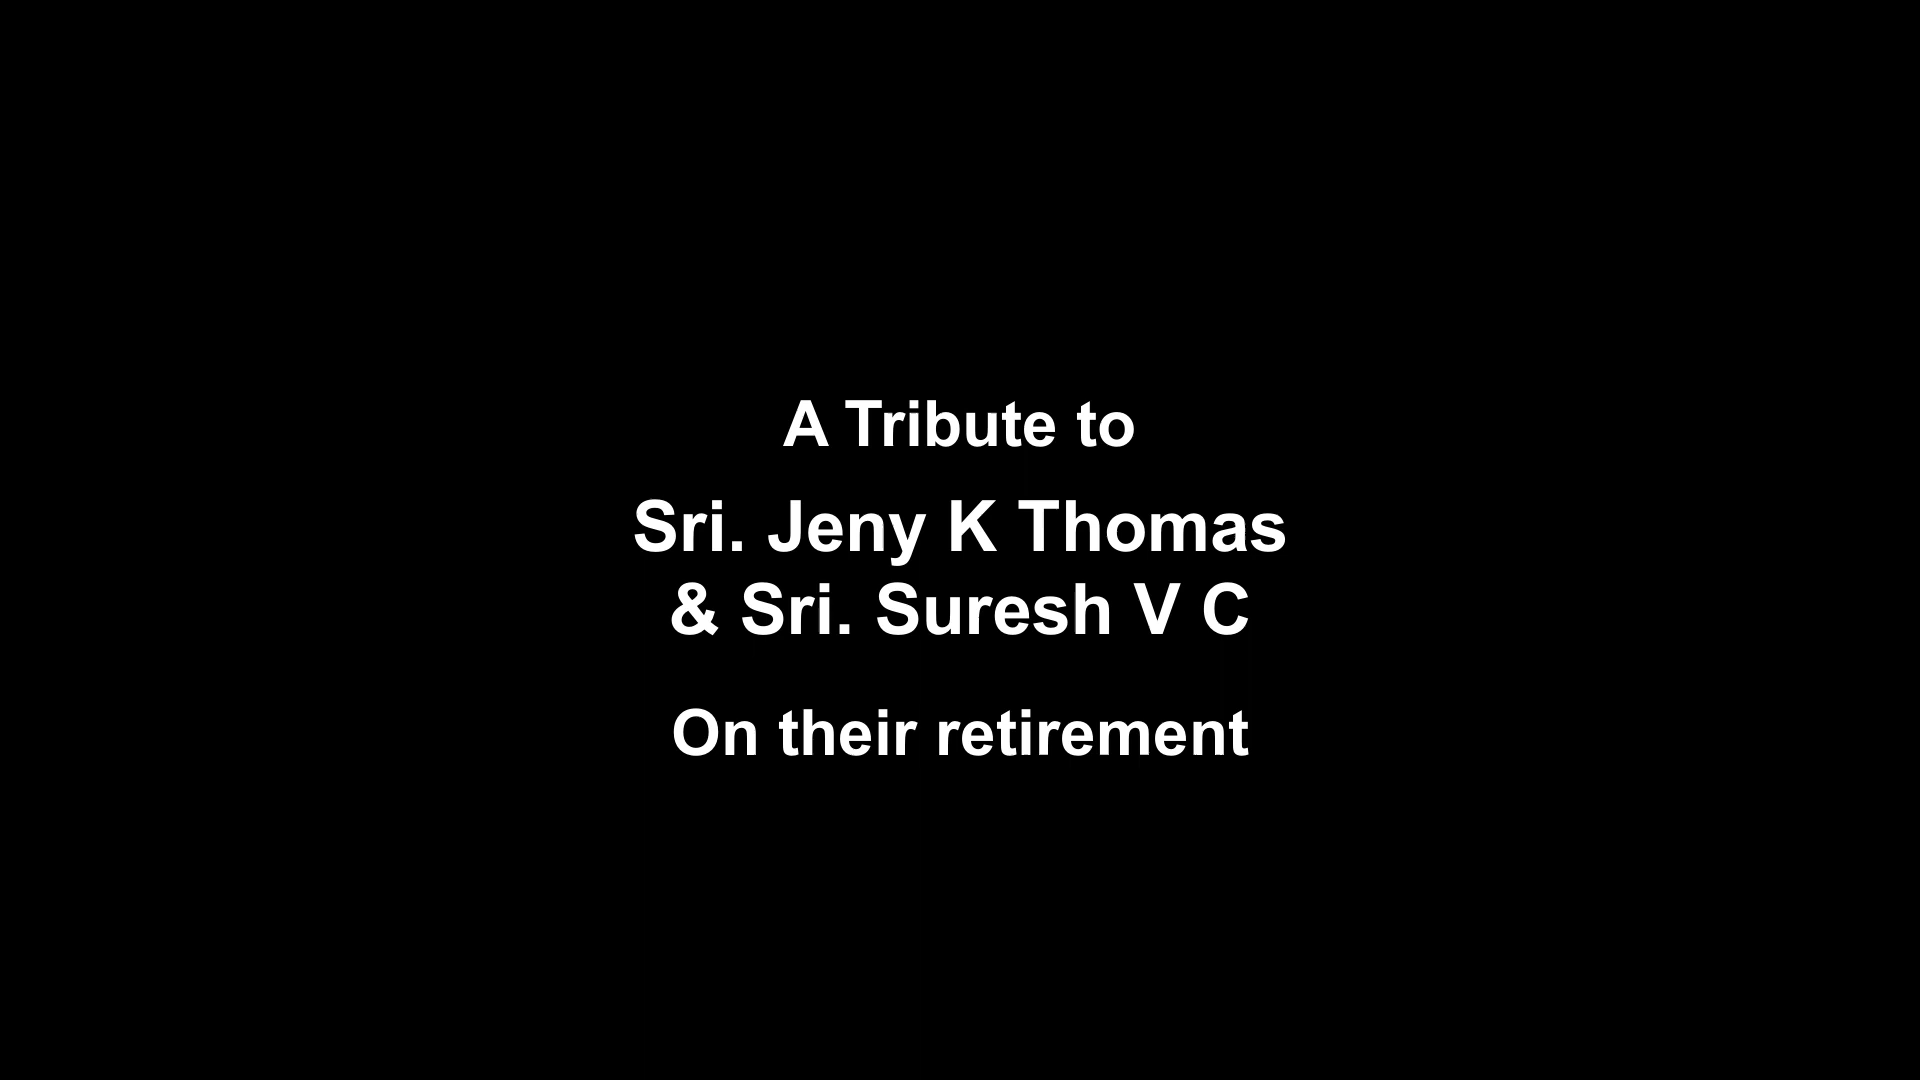 A Tribute to
Sri. Jeny K Thomas
& Sri. Suresh V C
On their retirement